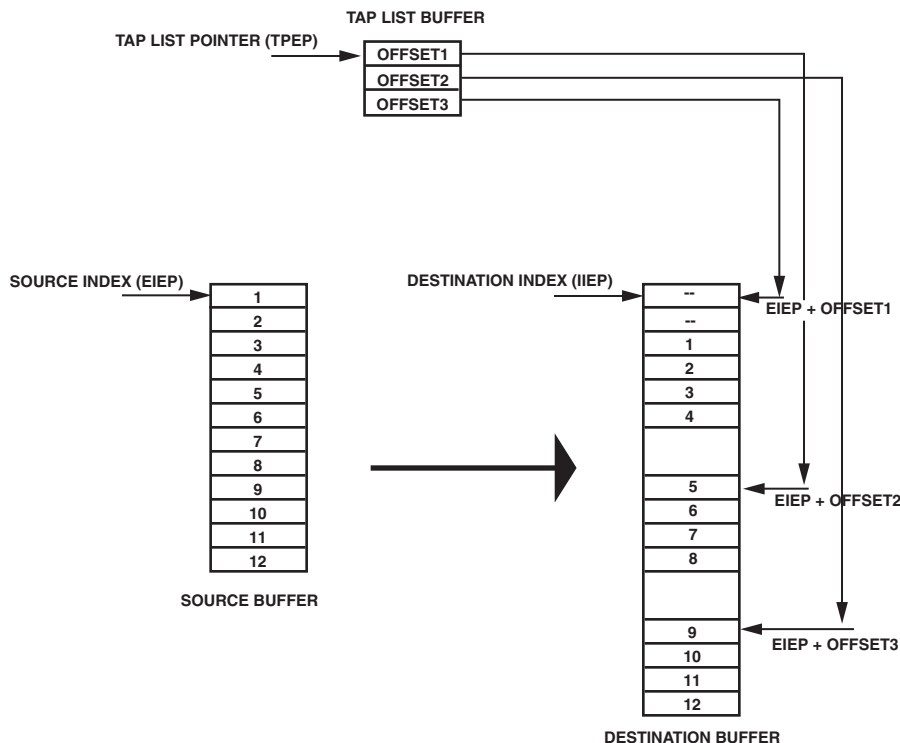 TAP LIST BUFFER
TAP LIST POINTER (TPEP)
OFFSET1
OFFSET2
OFFSET3
SOURCE INDEX (EIEP)
1
2
3
4
5
6
7
8
9
10
11
12
SOURCE BUFFER
DESTINATION INDEX (IIEP)
--
--
1
2
3
4
5
6
7
8
9
10
11
12
EIEP + OFFSET1
EIEP + OFFSET2
EIEP + OFFSET3
DESTINATION BUFFER